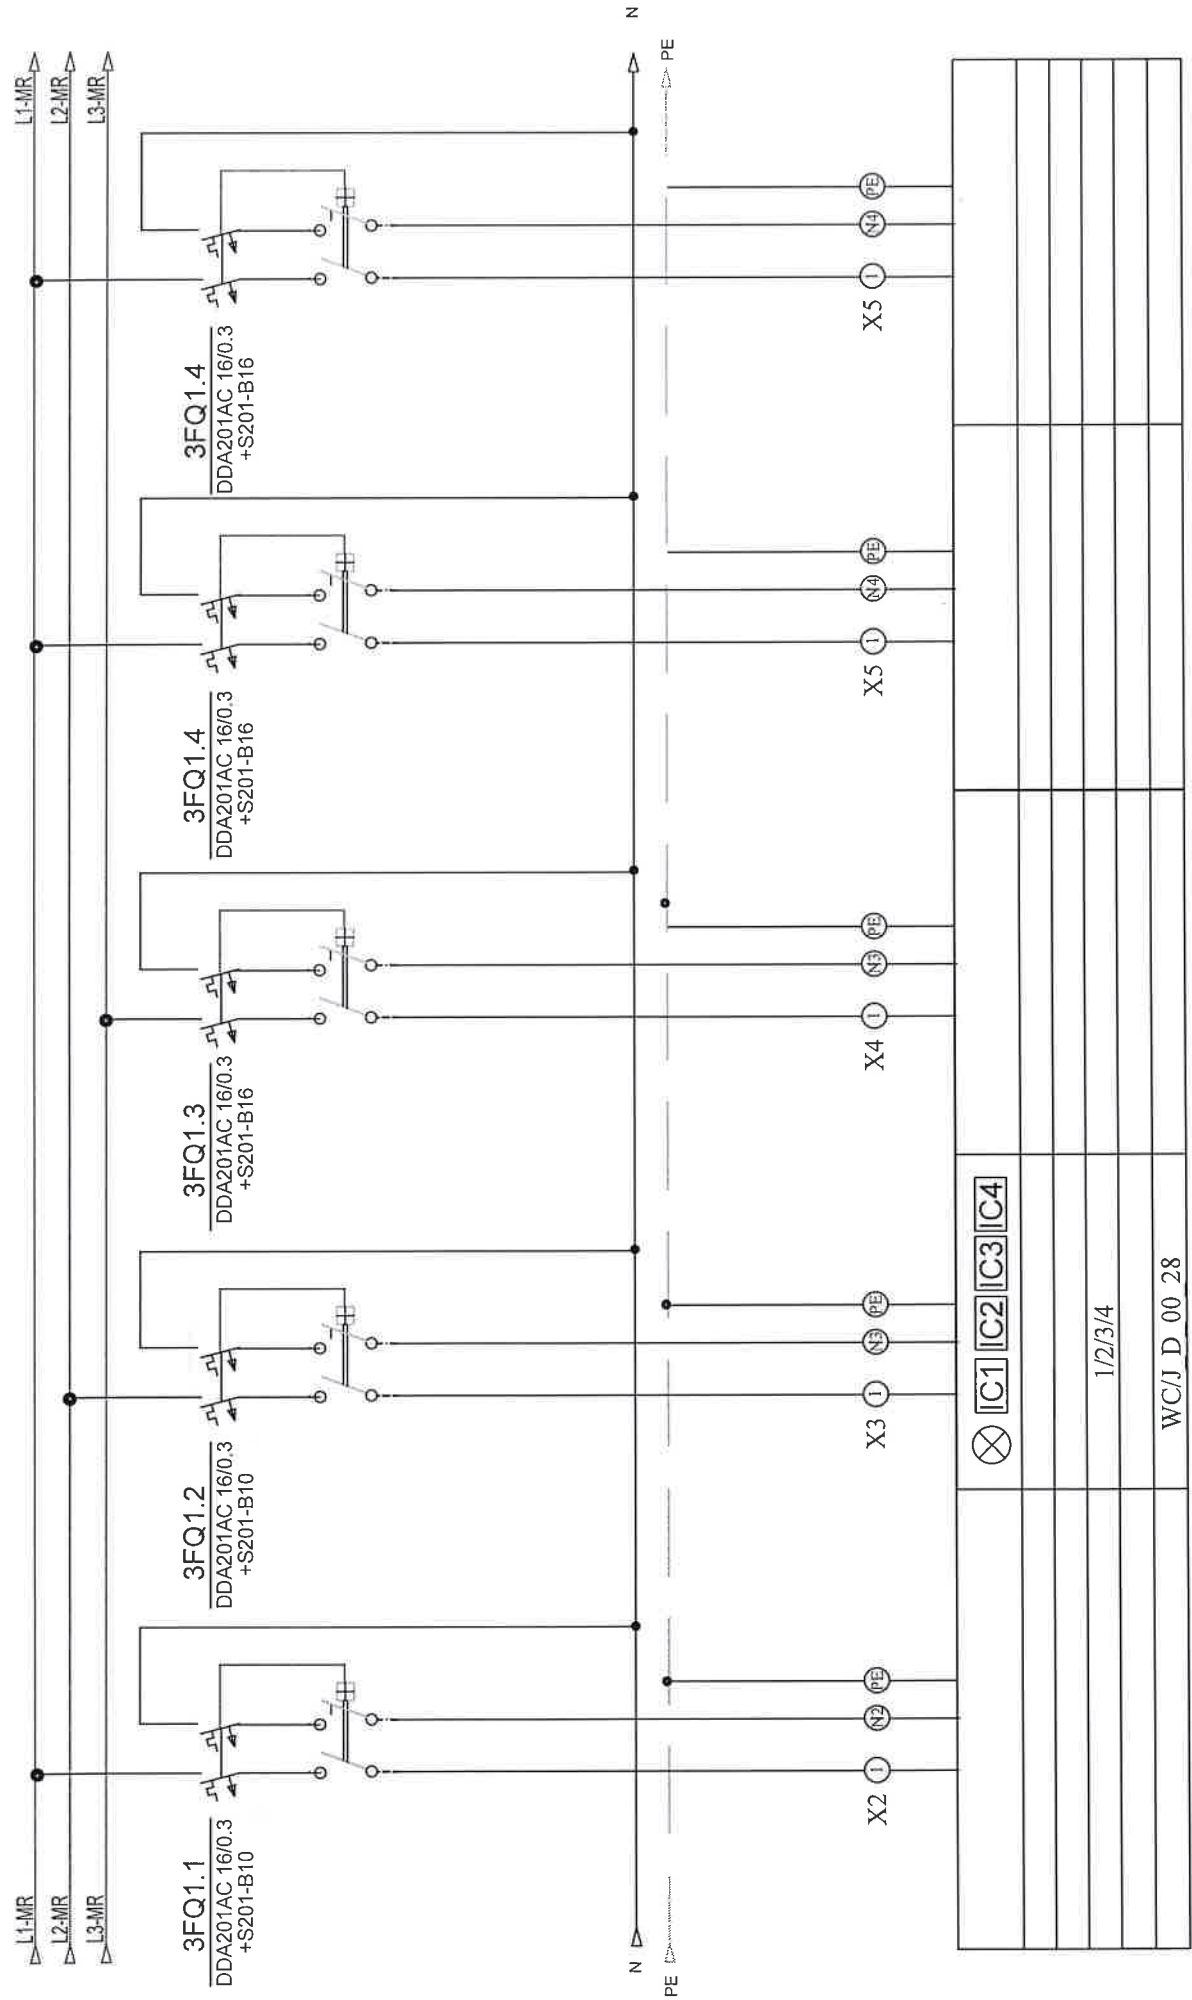 L1-MR
L2-MR
L3-MR
L1-MR
L2-MR
L3-MR
3FQ1.1
DDA201AC 16/0.3
+S201-B10
3FQ1.2
DDA201AC 16/0.3
+S201-B10
3FQ1.3
DDA201AC 16/0.3
+S201-B16
3FQ1.4
DDA201AC 16/0.3
+S201-B16
3FQ1.4
DDA201AC 16/0.3
+S201-B16
N
N
PE
PE
X2 1 N2 PE
X3 1 N3 PE
X4 1 N3 PE
X5 1 N4 PE
X5 1 N4 PE
IC1 IC2 IC3 IC4
1/2/3/4
WC/J D 00 28